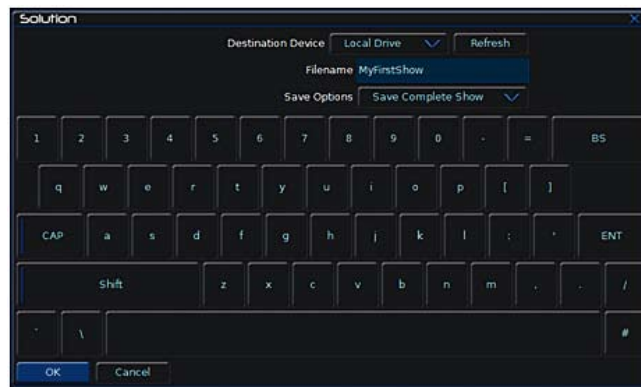 Solution X
Destination Device Local Drive Refresh
Filename MyFirstShow
Save Options Save Complete Show
1 2 3 4 5 6 7 8 9 0 - = BS
q w e r t y u i o p [ ]
CAP a s d f g h j k l ; ' ENT
Shift z x c v b n m , . /
` \ #
OK Cancel